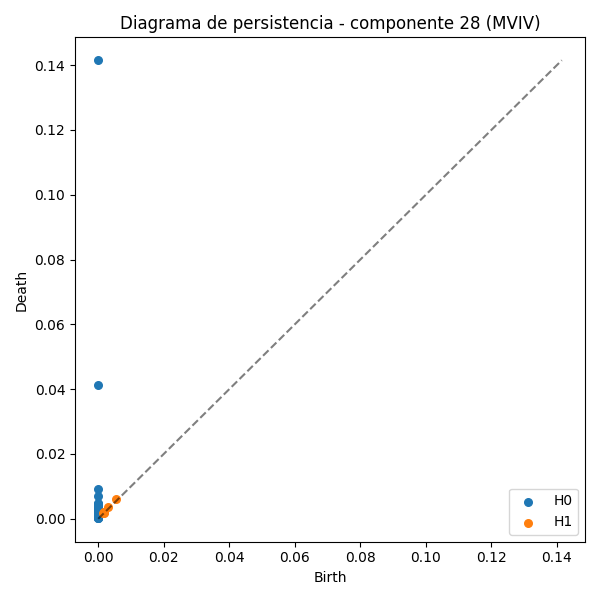 Diagrama de persistencia - componente 28 (MVIV)
Death
0.14
0.12
0.10
0.08
0.06
0.04
0.02
0.00
0.00 0.02 0.04 0.06 0.08 0.10 0.12 0.14
Birth
H0
H1